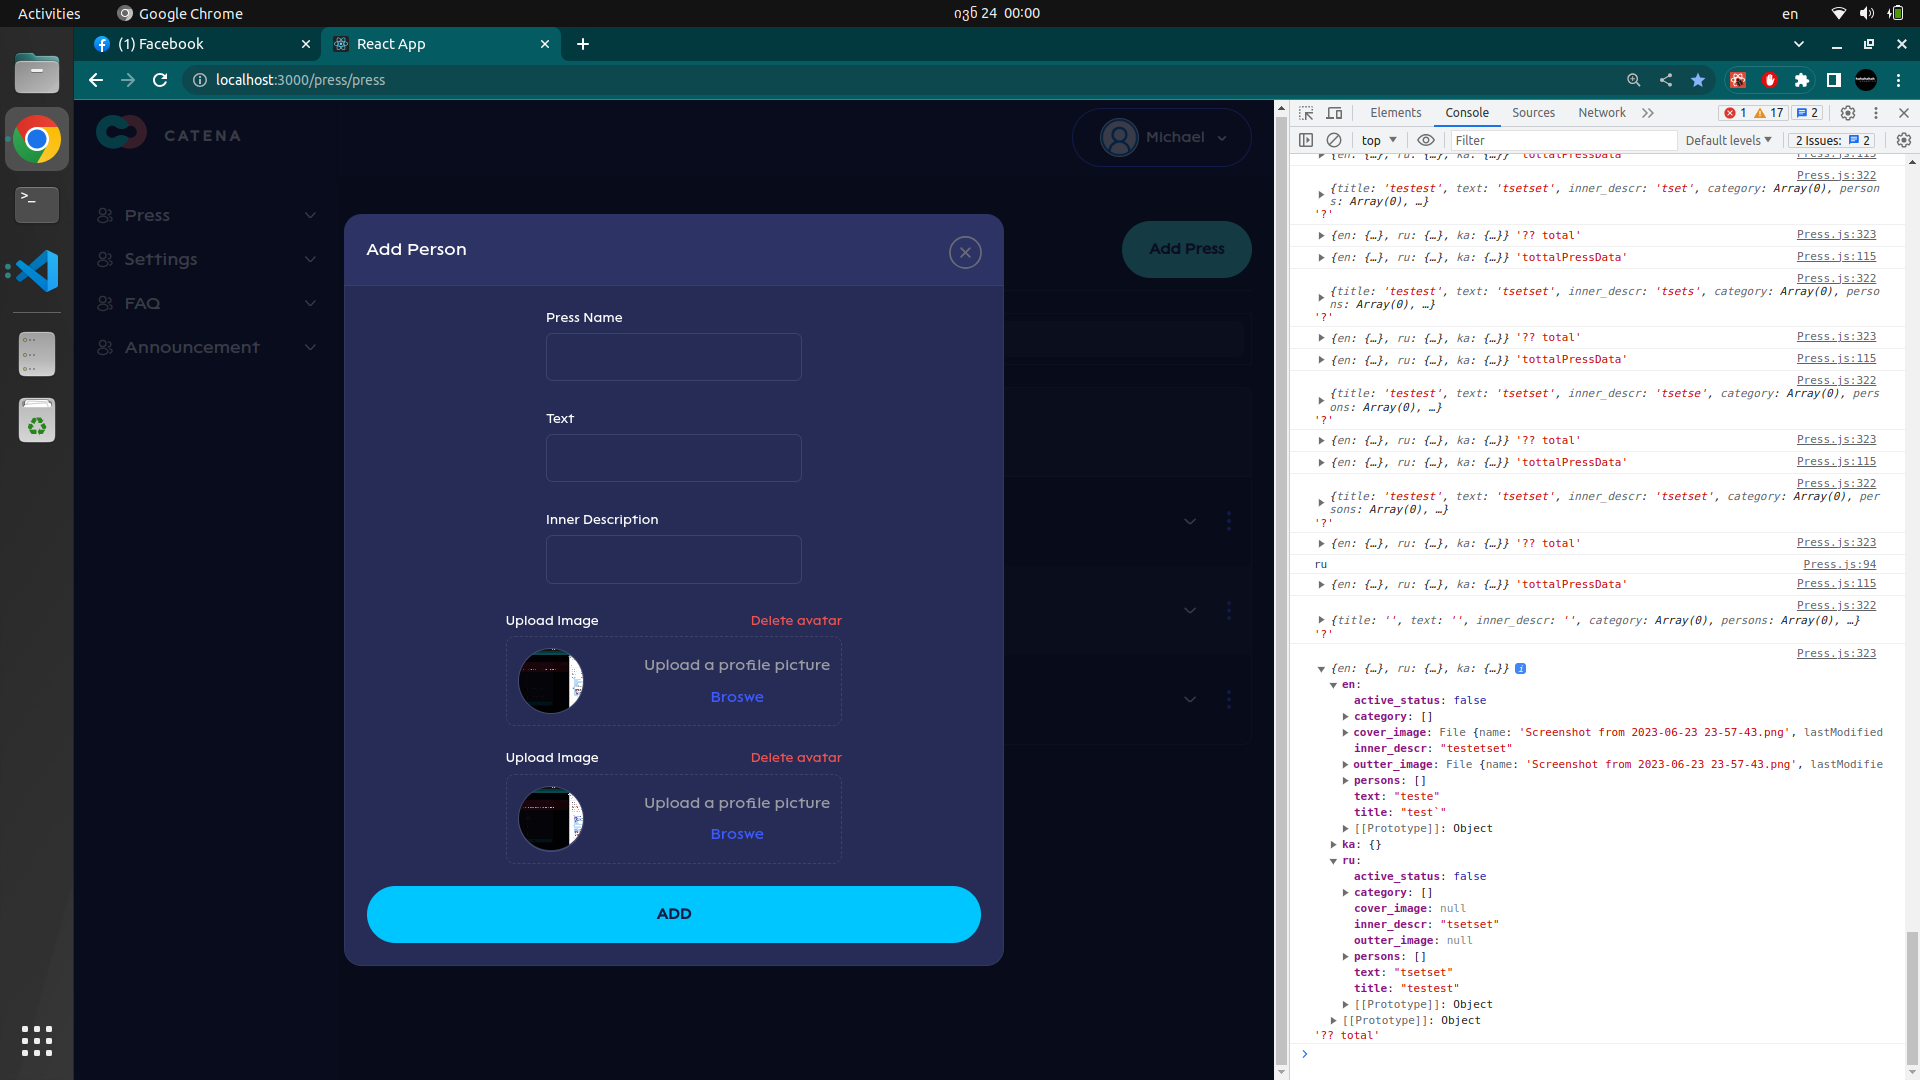 Activities
Google Chrome
ივნ 24 00:00
en
(1) Facebook
React App
localhost:3000/press/press
CATENA
Michael
Press
Settings
FAQ
Announcement
Add Press
Add Person
Press Name
Text
Inner Description
Upload Image
Delete avatar
Upload a profile picture
Broswe
Upload Image
Delete avatar
Upload a profile picture
Broswe
ADD
Elements Console Sources Network
1 17 2
top
Filter
Default levels
2 Issues: 2
{en: {…}, ru: {…}, ka: {…}} 'tottalPressData' Press.js:115
Press.js:322
{title: 'testest', text: 'tsetset', inner_descr: 'tset', category: Array(0), person
s: Array(0), …}
'?'
{en: {…}, ru: {…}, ka: {…}} '?? total' Press.js:323
{en: {…}, ru: {…}, ka: {…}} 'tottalPressData' Press.js:115
Press.js:322
{title: 'testest', text: 'tsetset', inner_descr: 'tsets', category: Array(0), perso
ns: Array(0), …}
'?'
{en: {…}, ru: {…}, ka: {…}} '?? total' Press.js:323
{en: {…}, ru: {…}, ka: {…}} 'tottalPressData' Press.js:115
Press.js:322
{title: 'testest', text: 'tsetset', inner_descr: 'tsetse', category: Array(0), pers
ons: Array(0), …}
'?'
{en: {…}, ru: {…}, ka: {…}} '?? total' Press.js:323
{en: {…}, ru: {…}, ka: {…}} 'tottalPressData' Press.js:115
Press.js:322
{title: 'testest', text: 'tsetset', inner_descr: 'tsetset', category: Array(0), per
sons: Array(0), …}
'?'
{en: {…}, ru: {…}, ka: {…}} '?? total' Press.js:323
ru Press.js:94
{en: {…}, ru: {…}, ka: {…}} 'tottalPressData' Press.js:115
Press.js:322
{title: '', text: '', inner_descr: '', category: Array(0), persons: Array(0), …}
'?'
Press.js:323
{en: {…}, ru: {…}, ka: {…}}
en:
active_status: false
category: []
cover_image: File {name: 'Screenshot from 2023-06-23 23-57-43.png', lastModified
inner_descr: "testetset"
outter_image: File {name: 'Screenshot from 2023-06-23 23-57-43.png', lastModifie
persons: []
text: "teste"
title: "test`"
[[Prototype]]: Object
ka: {}
ru:
active_status: false
category: []
cover_image: null
inner_descr: "tsetset"
outter_image: null
persons: []
text: "tsetset"
title: "testest"
[[Prototype]]: Object
[[Prototype]]: Object
'?? total'